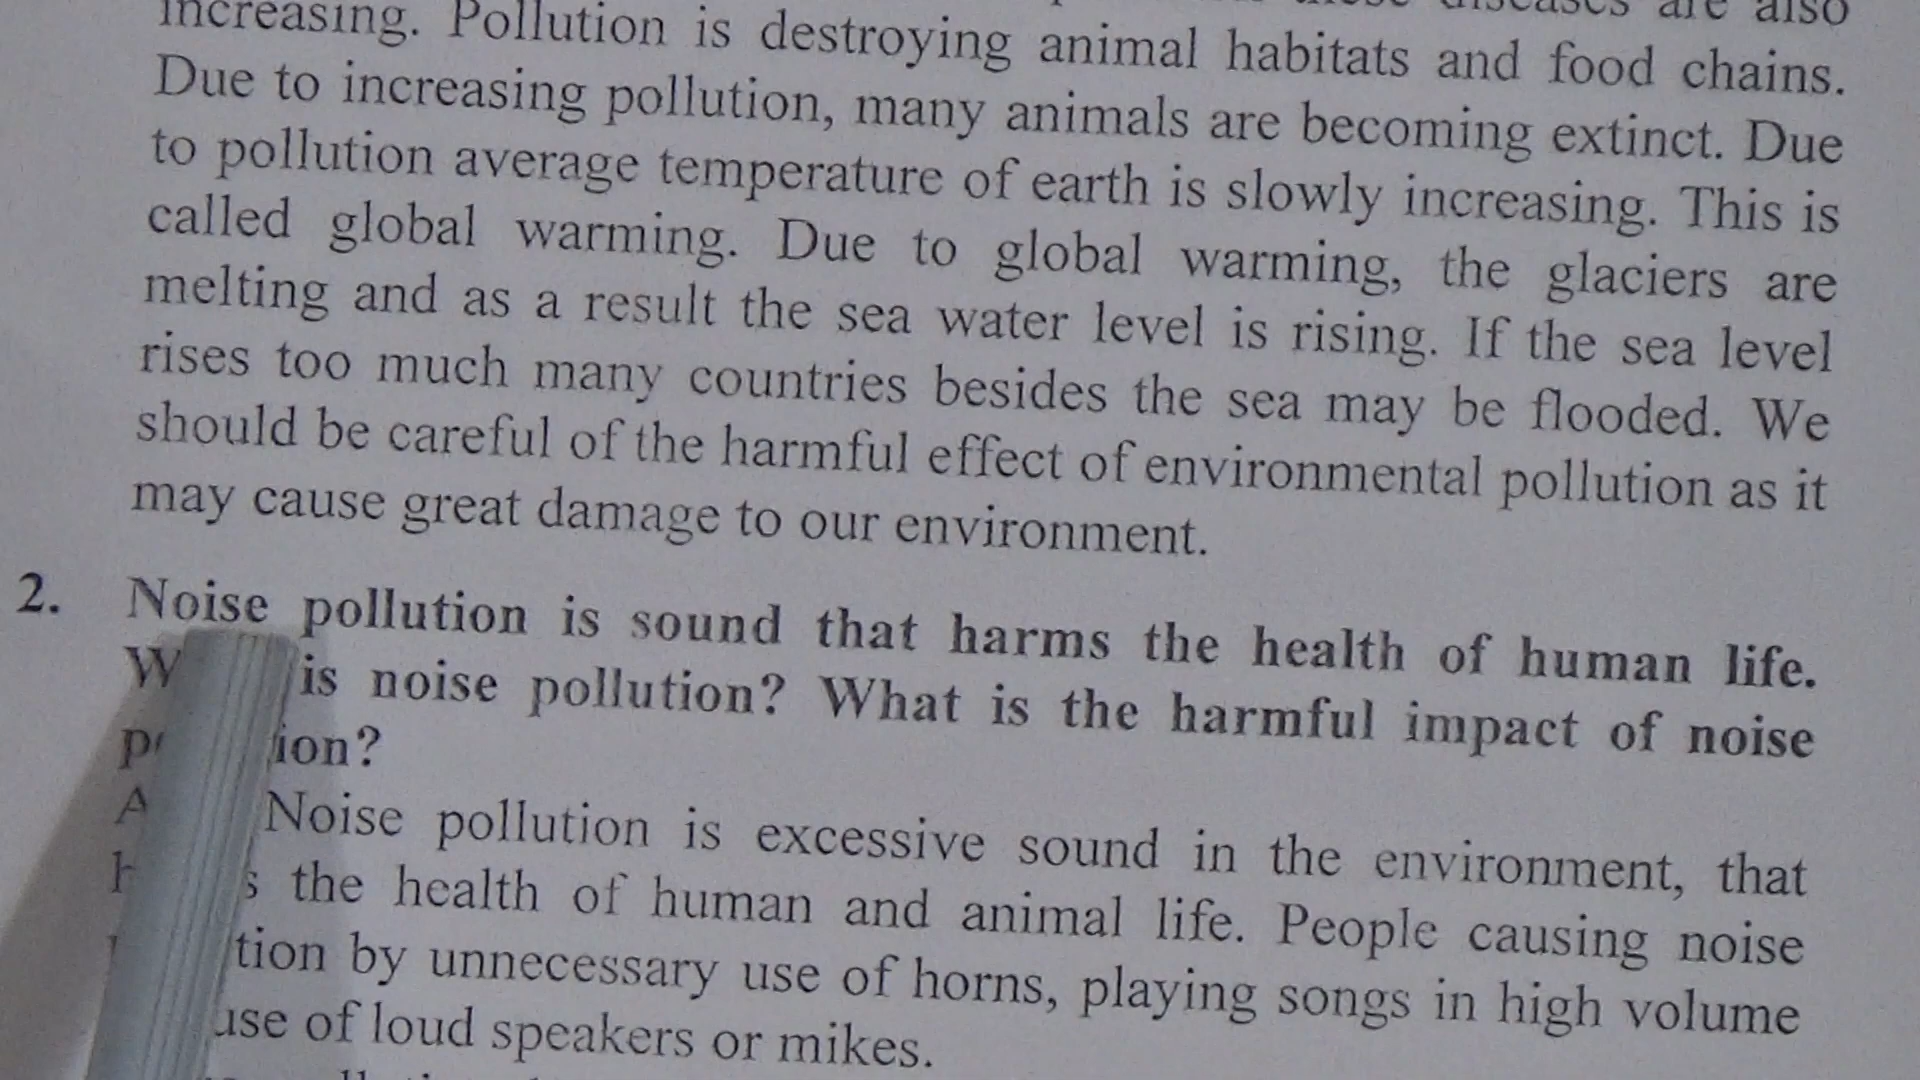 increasing. Pollution is destroying animal habitats and food chains.
Due to increasing pollution, many animals are becoming extinct. Due
to pollution average temperature of earth is slowly increasing. This is
called global warming. Due to global warming, the glaciers are
melting and as a result the sea water level is rising. If the sea level
rises too much many countries besides the sea may be flooded. We
should be careful of the harmful effect of environmental pollution as it
may cause great damage to our environment.
2. Noise pollution is sound that harms the health of human life.
is noise pollution? What is the harmful impact of noise
Noise pollution is excessive sound in the environment, that
the health of human and animal life. People causing noise
by unnecessary use of horns, playing songs in high volume
use of loud speakers or mikes.